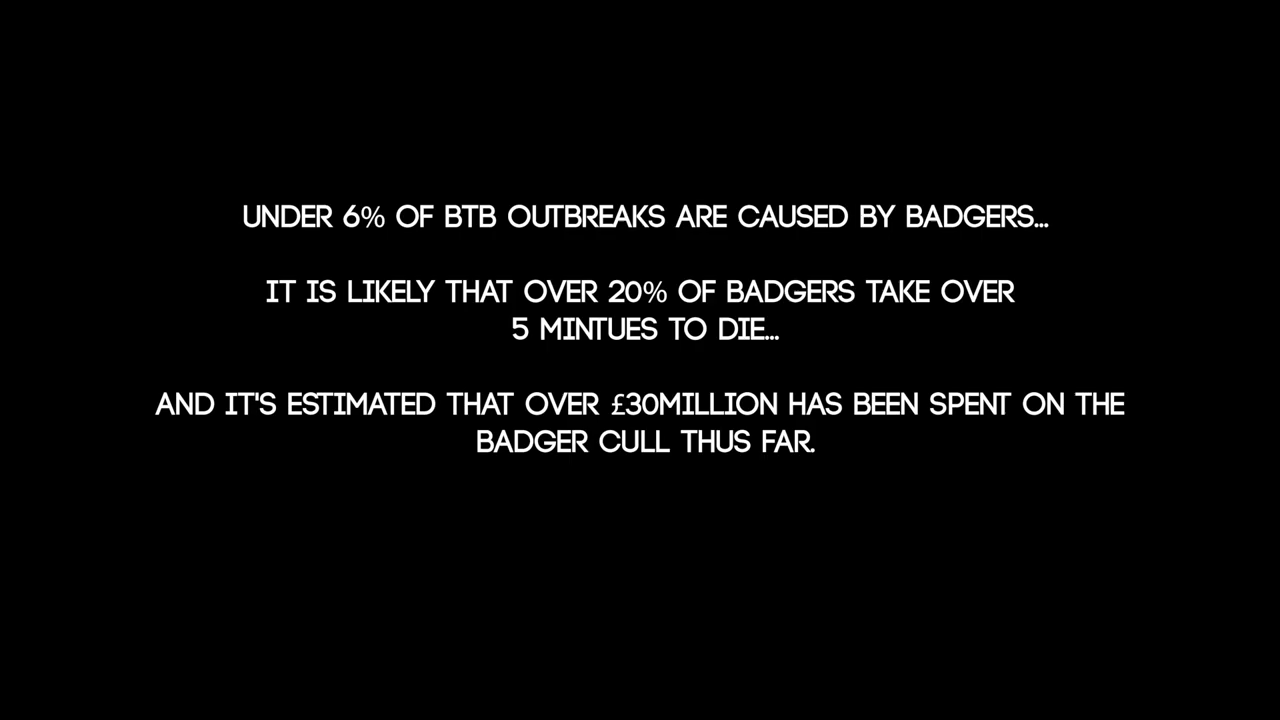 UNDER 6% OF BTB OUTBREAKS ARE CAUSED BY BADGERS...
IT IS LIKELY THAT OVER 20% OF BADGERS TAKE OVER
5 MINTUES TO DIE...
AND IT'S ESTIMATED THAT OVER £30MILLION HAS BEEN SPENT ON THE
BADGER CULL THUS FAR.